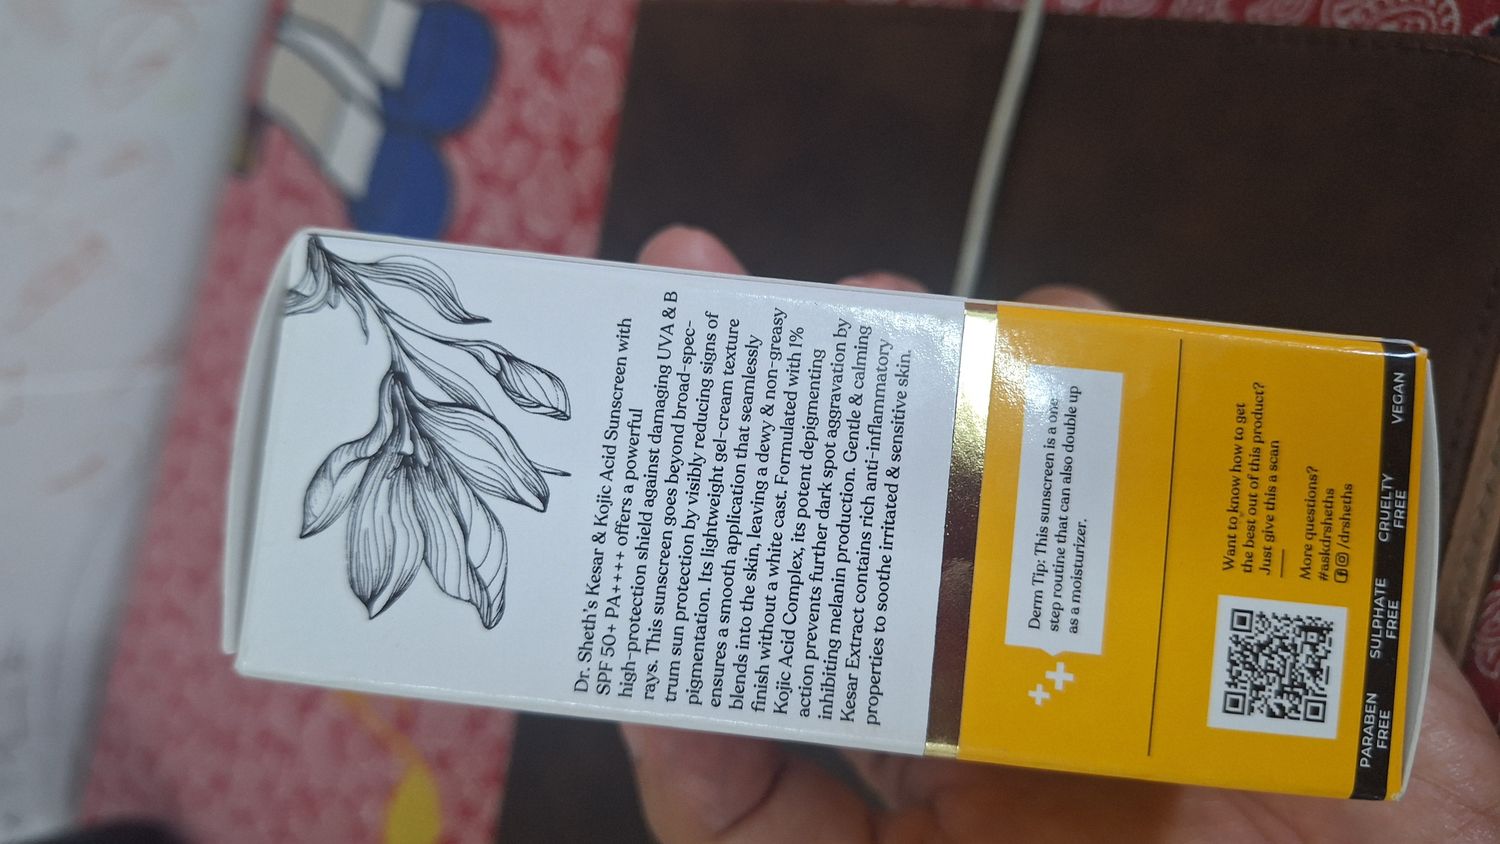 Dr. Sheth's Kesar & Kojic Acid Sunscreen with
SPF 50+ PA++++ offers a powerful
high-protection shield against damaging UVA & B
rays. This sunscreen goes beyond broad-spec-
trum sun protection by visibly reducing signs of
pigmentation. Its lightweight gel-cream texture
ensures a smooth application that seamlessly
blends into the skin, leaving a dewy & non-greasy
finish without a white cast. Formulated with 1%
Kojic Acid Complex, its potent depigmenting
action prevents further dark spot aggravation by
inhibiting melanin production. Gentle & calming
Kesar Extract contains rich anti-inflammatory
properties to soothe irritated & sensitive skin.
Derm Tip: This sunscreen is a one
step routine that can also double up
as a moisturizer.
Want to know how to get
the best out of this product?
Just give this a scan
More questions?
#askdrsheths
/drsheths
PARABEN
FREE
SULPHATE
FREE
CRUELTY
FREE
VEGAN